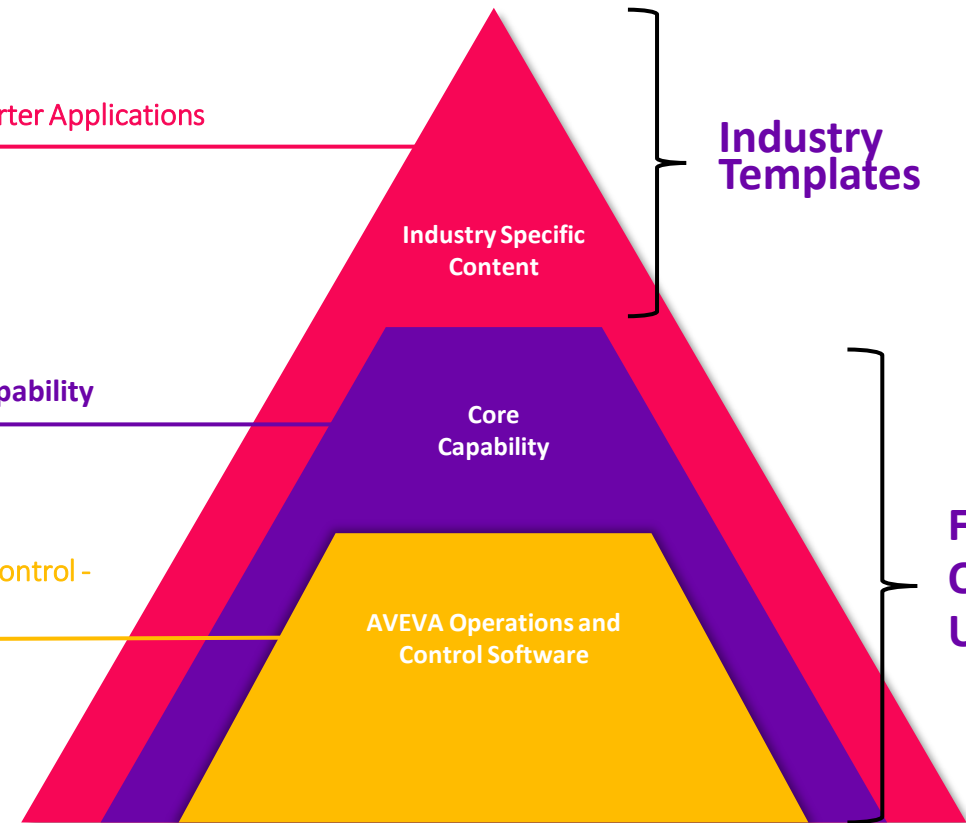 rter Applications
Industry
Templates
Industry Specific
Content
pability
Core
Capability
F
C
U
ontrol -
AVEVA Operations and
Control Software